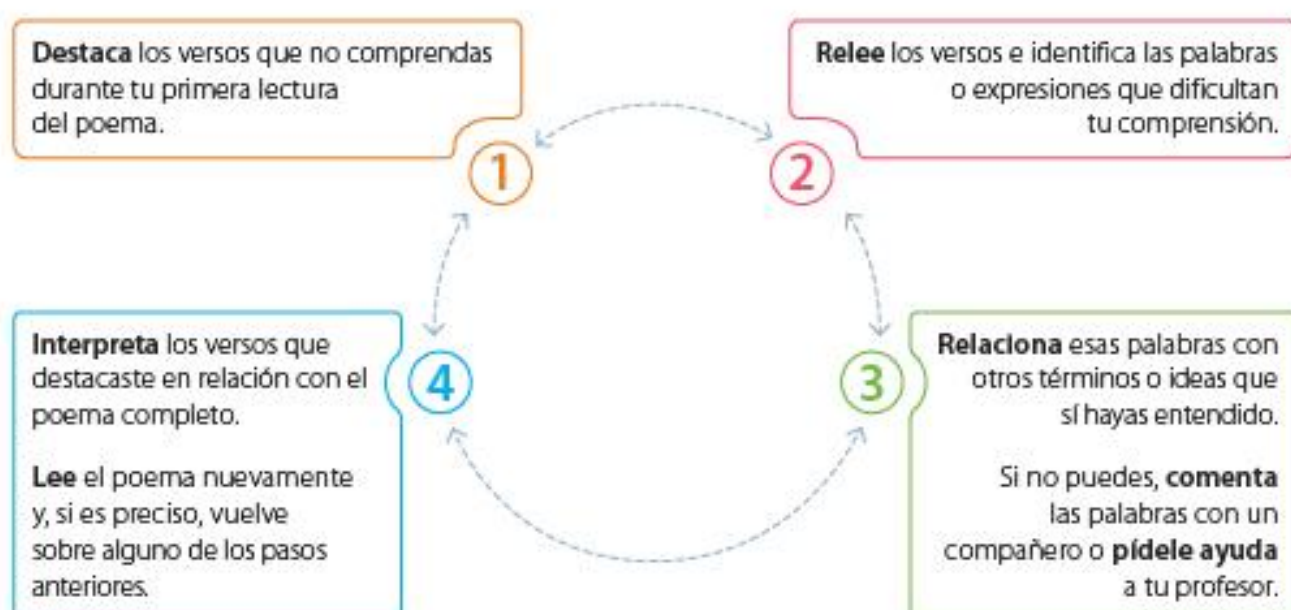 Destaca los versos que no comprendas
durante tu primera lectura
del poema.
1
Relee los versos e identifica las palabras
o expresiones que dificultan
tu comprensión.
2
Relaciona esas palabras con
otros términos o ideas que
sí hayas entendido.
Si no puedes, comenta
las palabras con un
compañero o pídele ayuda
a tu profesor.
3
Interpreta los versos que
destacaste en relación con el
poema completo.
Lee el poema nuevamente
y, si es preciso, vuelve
sobre alguno de los pasos
anteriores.
4